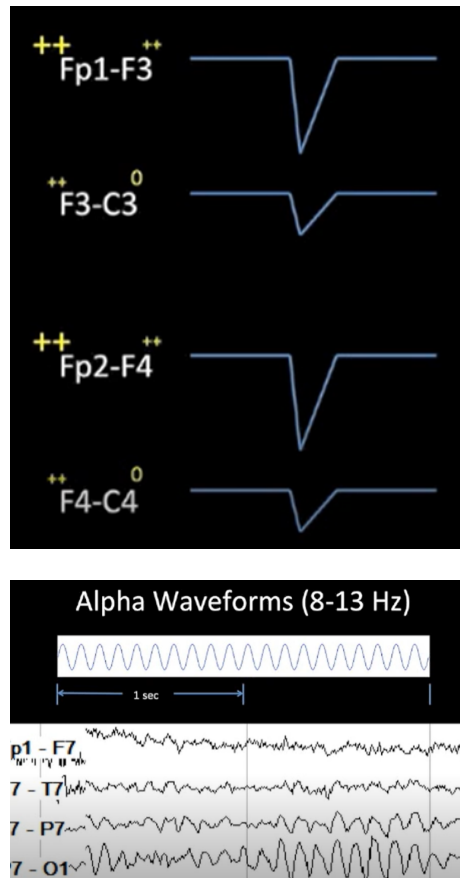 ++ ++
Fp1-F3
++ 0
F3-C3
++ ++
Fp2-F4
++ 0
F4-C4
Alpha Waveforms (8-13 Hz)
1 sec
p1 - F7
7 - T7
7 - P7
7 - O1